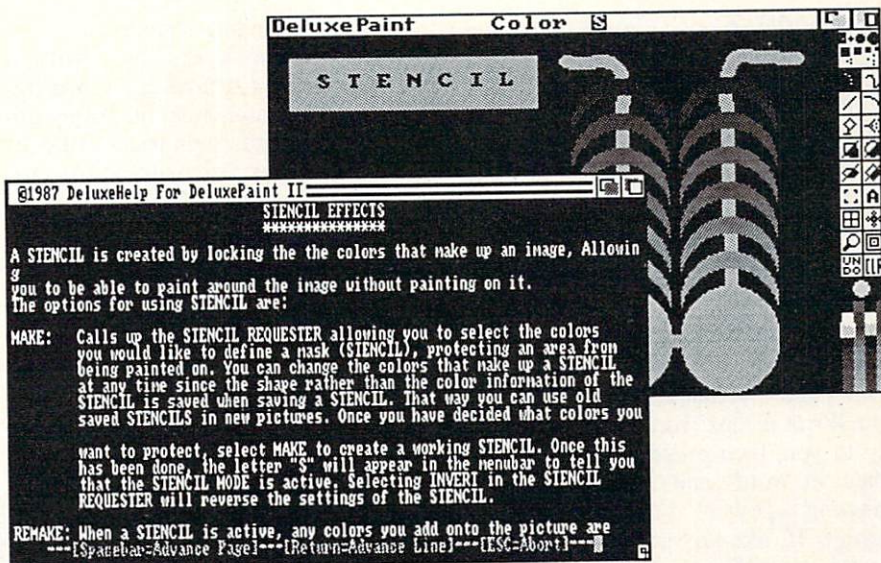 DeluxePaint Color S
S T E N C I L
@1987 DeluxeHelp For DeluxePaint II
STENCIL EFFECTS
***************
A STENCIL is created by locking the the colors that make up an image, Allowin
g
you to be able to paint around the image without painting on it.
The options for using STENCIL are:
MAKE: Calls up the STENCIL REQUESTER allowing you to select the colors
you would like to define a mask (STENCIL), protecting an area from
being painted on. You can change the colors that make up a STENCIL
at any time since the shape rather than the color information of the
STENCIL is saved when saving a STENCIL. That way you can use old
saved STENCILS in new pictures. Once you have decided what colors you
want to protect, select MAKE to create a working STENCIL. Once this
has been done, the letter "S" will appear in the menubar to tell you
that the STENCIL MODE is active. Selecting INVERT in the STENCIL
REQUESTER will reverse the settings of the STENCIL.
REMAKE: When a STENCIL is active, any colors you add onto the picture are
---[Spacebar=Advance Page]---[Return=Advance Line]---[ESC=Abort]---
A
UN
DO
CLR